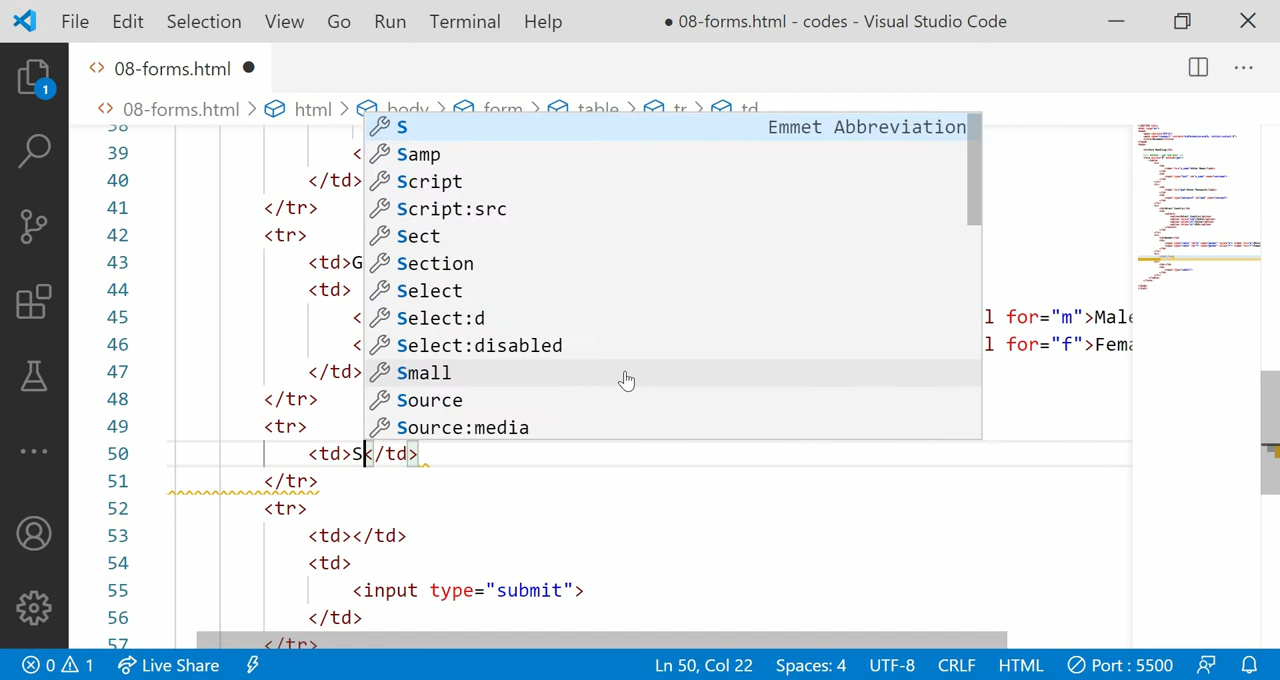 File Edit Selection View Go Run Terminal Help ● 08-forms.html - codes - Visual Studio Code
1
08-forms.html
08-forms.html > html > body > form > table > tr > td
38
39 <
40 </td>
41 </tr>
42 <tr>
43 <td>G
44 <td>
45 < l for="m">Male
46 < l for="f">Fema
47 </td>
48 </tr>
49 <tr>
50 <td>S</td>
51 </tr>
52 <tr>
53 <td></td>
54 <td>
55 <input type="submit">
56 </td>
57 </tr>
S Emmet Abbreviation
Samp
Script
Script:src
Sect
Section
Select
Select:d
Select:disabled
Small
Source
Source:media
0 1 Live Share Ln 50, Col 22 Spaces: 4 UTF-8 CRLF HTML Port : 5500